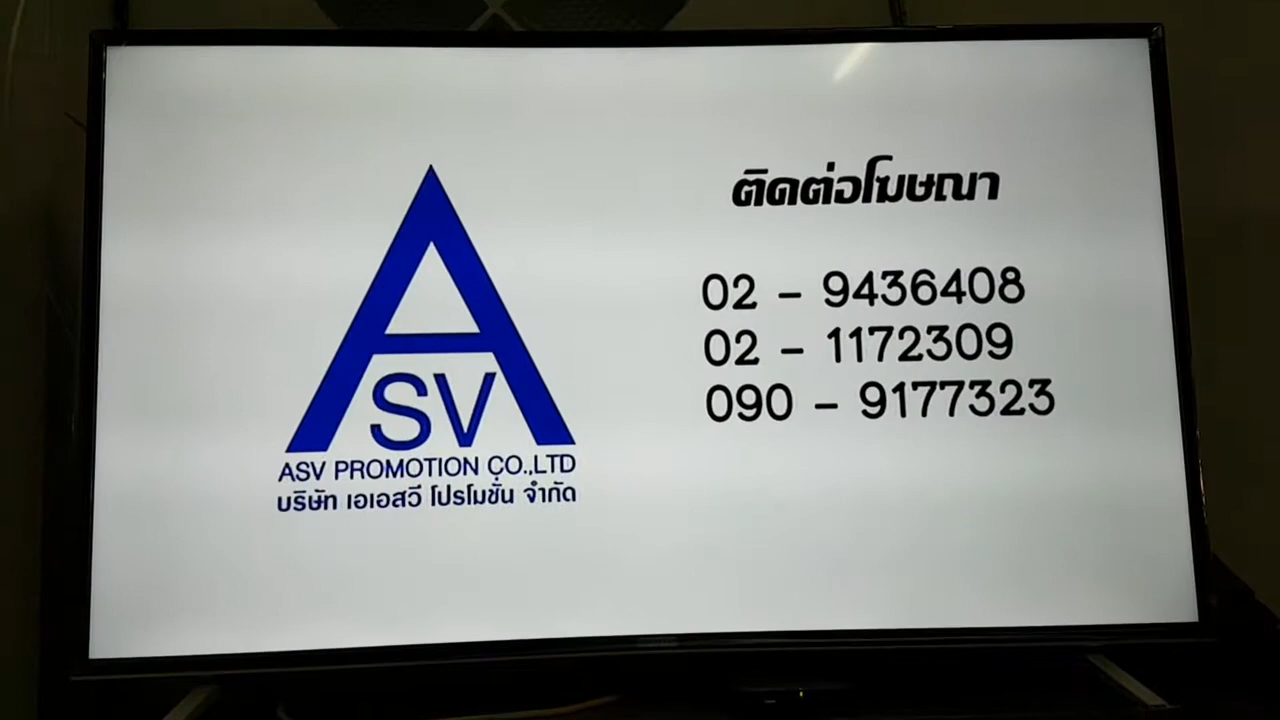 ASV
ASV PROMOTION CO.,LTD
บริษัท เอเอสวี โปรโมชั่น จำกัด
ติดต่อโฆษณา
02 - 9436408
02 - 1172309
090 - 9177323